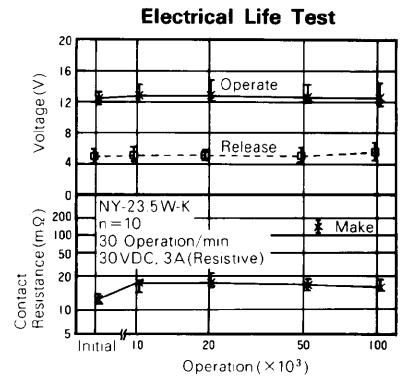 Electrical Life Test
Voltage (V)
20
16
12
8
4
0
Operate
Release
Contact
Resistance (mΩ)
200
100
50
20
10
5
NY-23.5W-K
n=10
30 Operation/min
30VDC, 3A(Resistive)
Make
Initial 10 20 50 100
Operation (×10³)